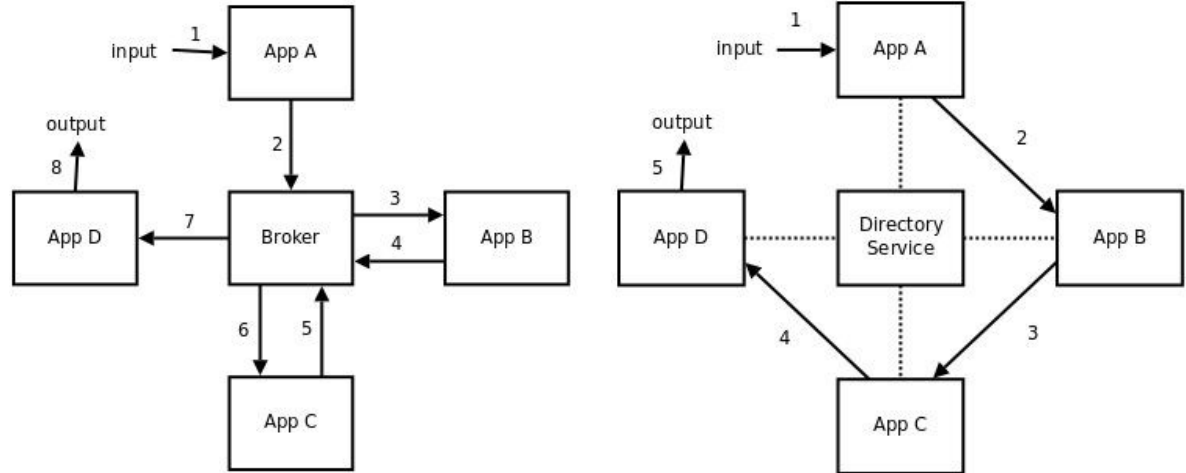 1
input
App A
2
output
8
App D
7
Broker
3
4
App B
6
5
App C
1
input
App A
2
output
5
App D
Directory
Service
App B
4
3
App C